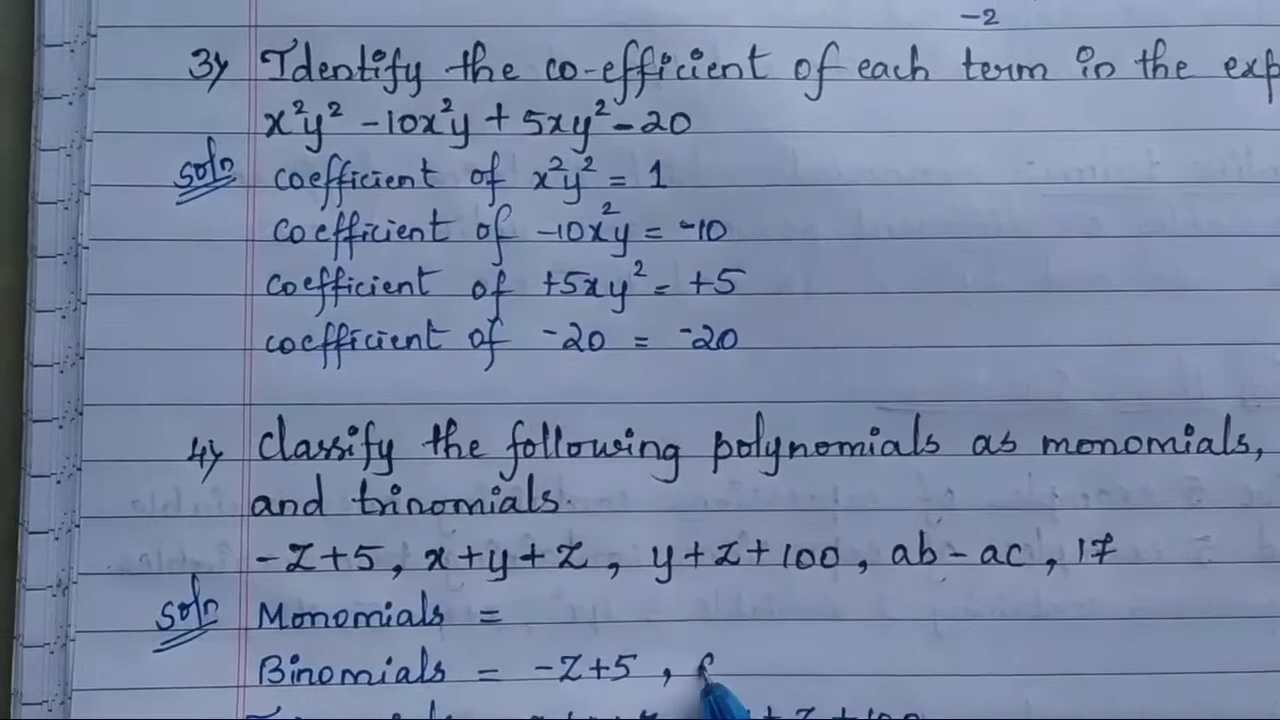 -2
3) Identify the co-efficient of each term in the exp
x²y² - 10x²y + 5xy² - 20
Soln coefficient of x²y² = 1
coefficient of -10x²y = -10
coefficient of +5xy² = +5
coefficient of -20 = -20
4) Classify the following polynomials as monomials,
and trinomials.
-z+5, x+y+z, y+z+100, ab-ac, 17
Soln Monomials =
Binomials = -z+5,
+z+100